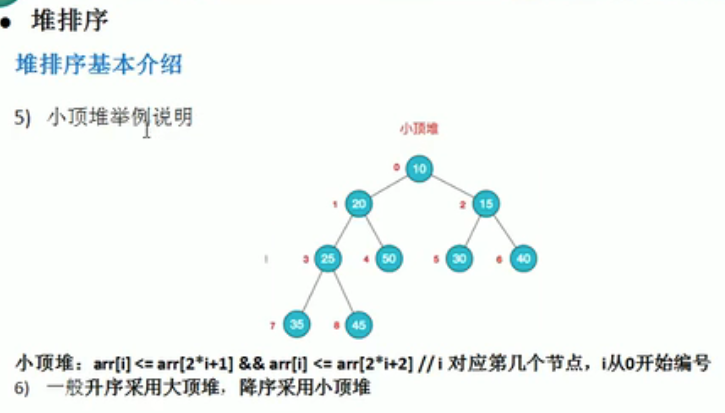 ● 堆排序
堆排序基本介绍
5) 小顶堆举例说明
小顶堆
0 10
1 20 2 15
3 25 4 50 5 30 6 40
7 35 8 45
小顶堆：arr[i] <= arr[2*i+1] && arr[i] <= arr[2*i+2] // i 对应第几个节点，i从0开始编号
6) 一般升序采用大顶堆，降序采用小顶堆